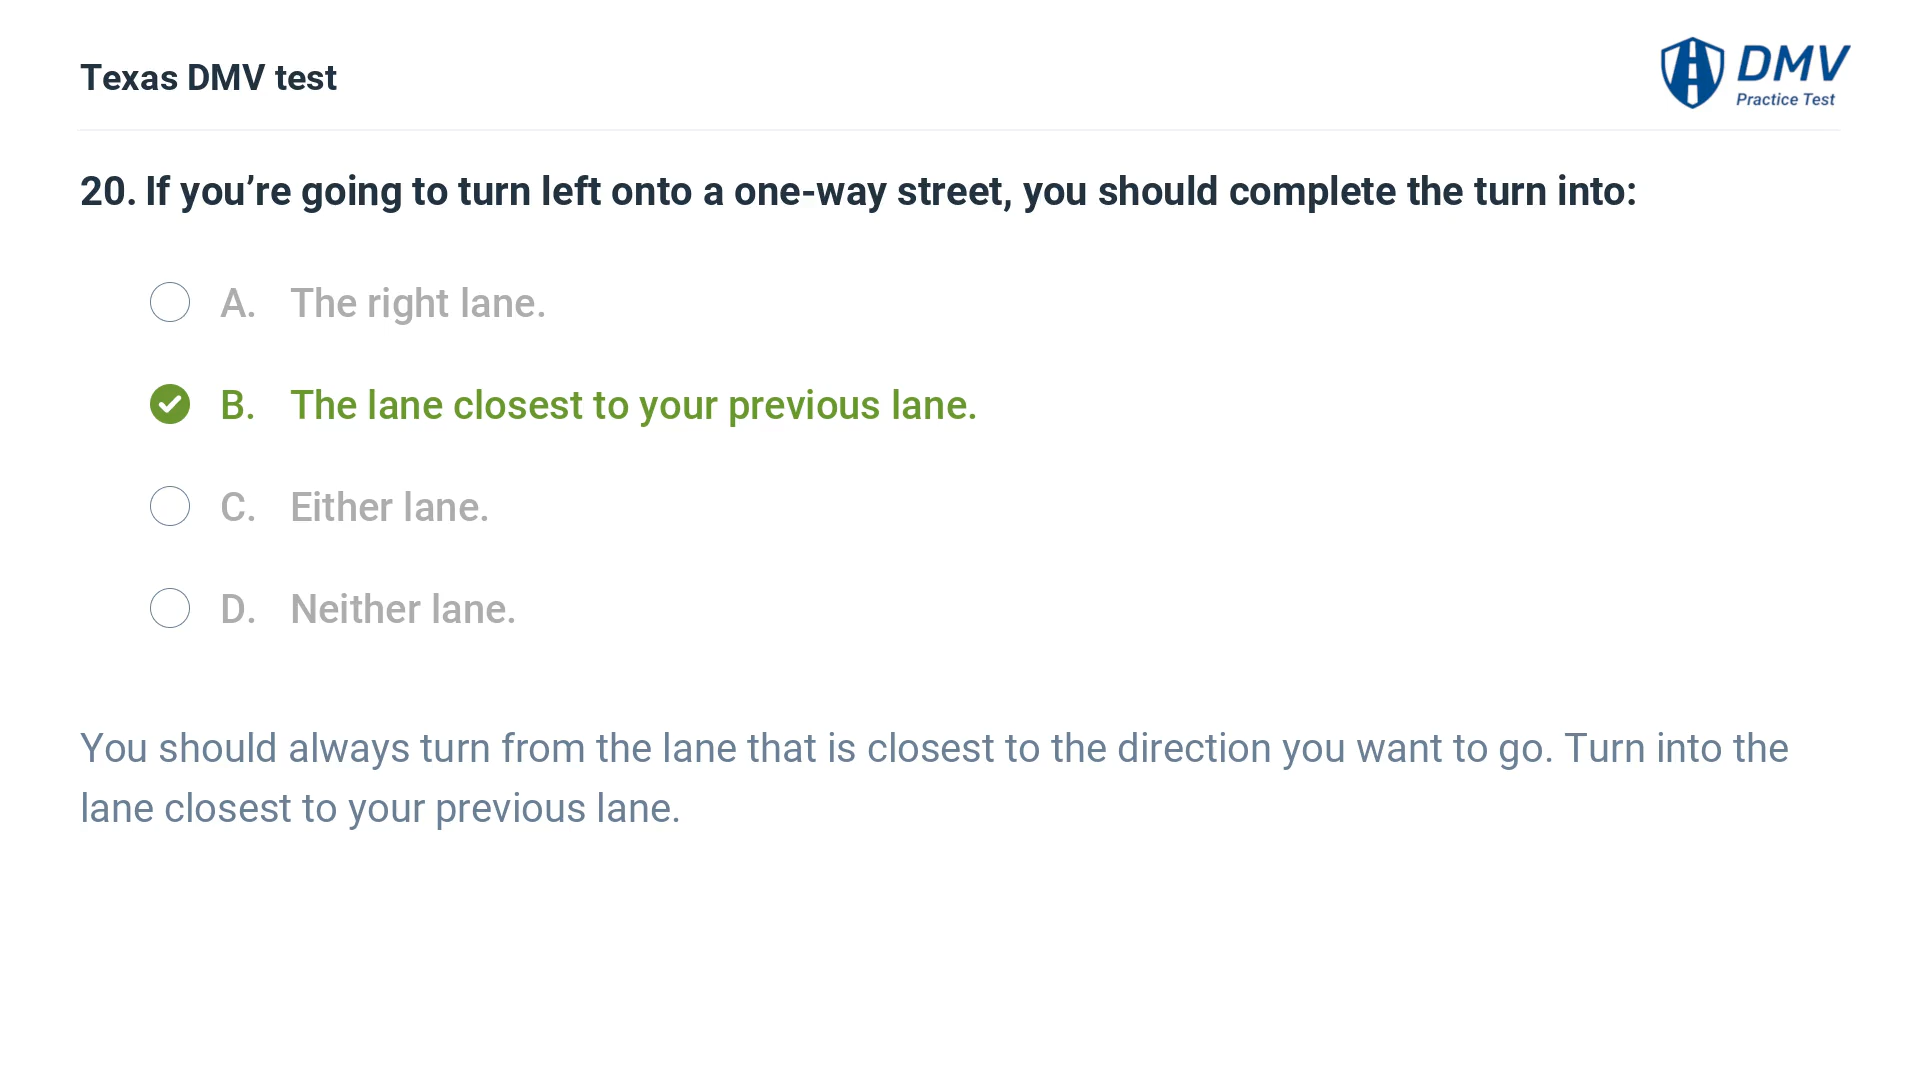 Texas DMV test
DMV
Practice Test
20. If you’re going to turn left onto a one-way street, you should complete the turn into:
A. The right lane.
B. The lane closest to your previous lane.
C. Either lane.
D. Neither lane.
You should always turn from the lane that is closest to the direction you want to go. Turn into the
lane closest to your previous lane.